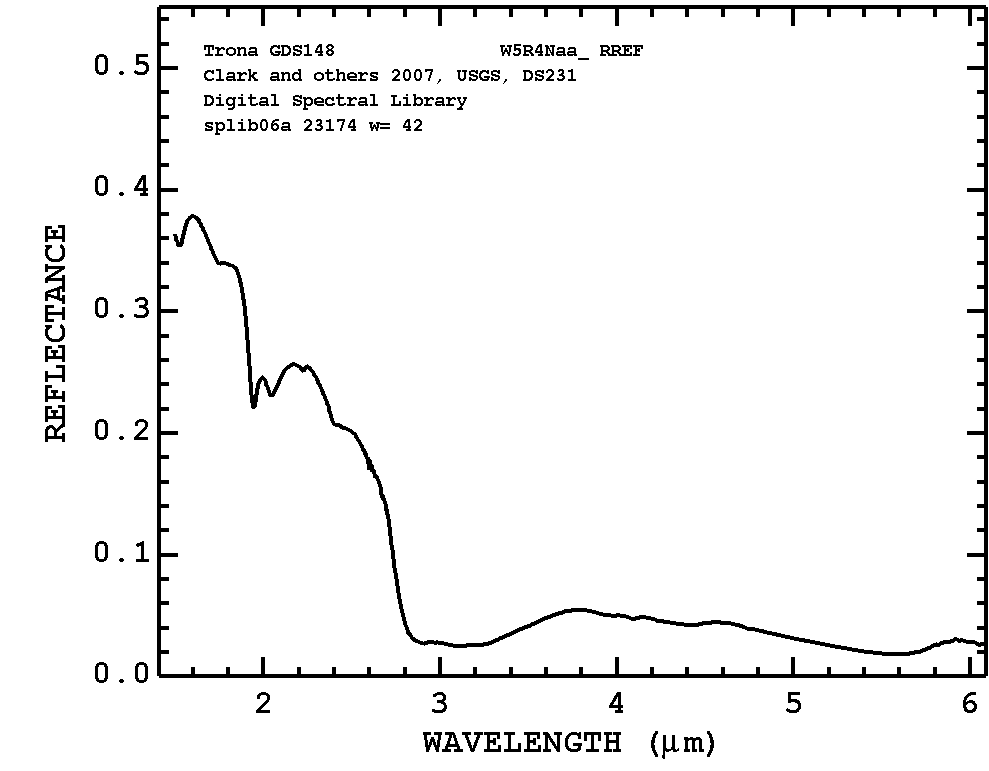 Trona GDS148 W5R4Naa_ RREF
Clark and others 2007, USGS, DS231
Digital Spectral Library
splib06a 23174 w= 42
REFLECTANCE
0.5
0.4
0.3
0.2
0.1
0.0
2 3 4 5 6
WAVELENGTH (μm)